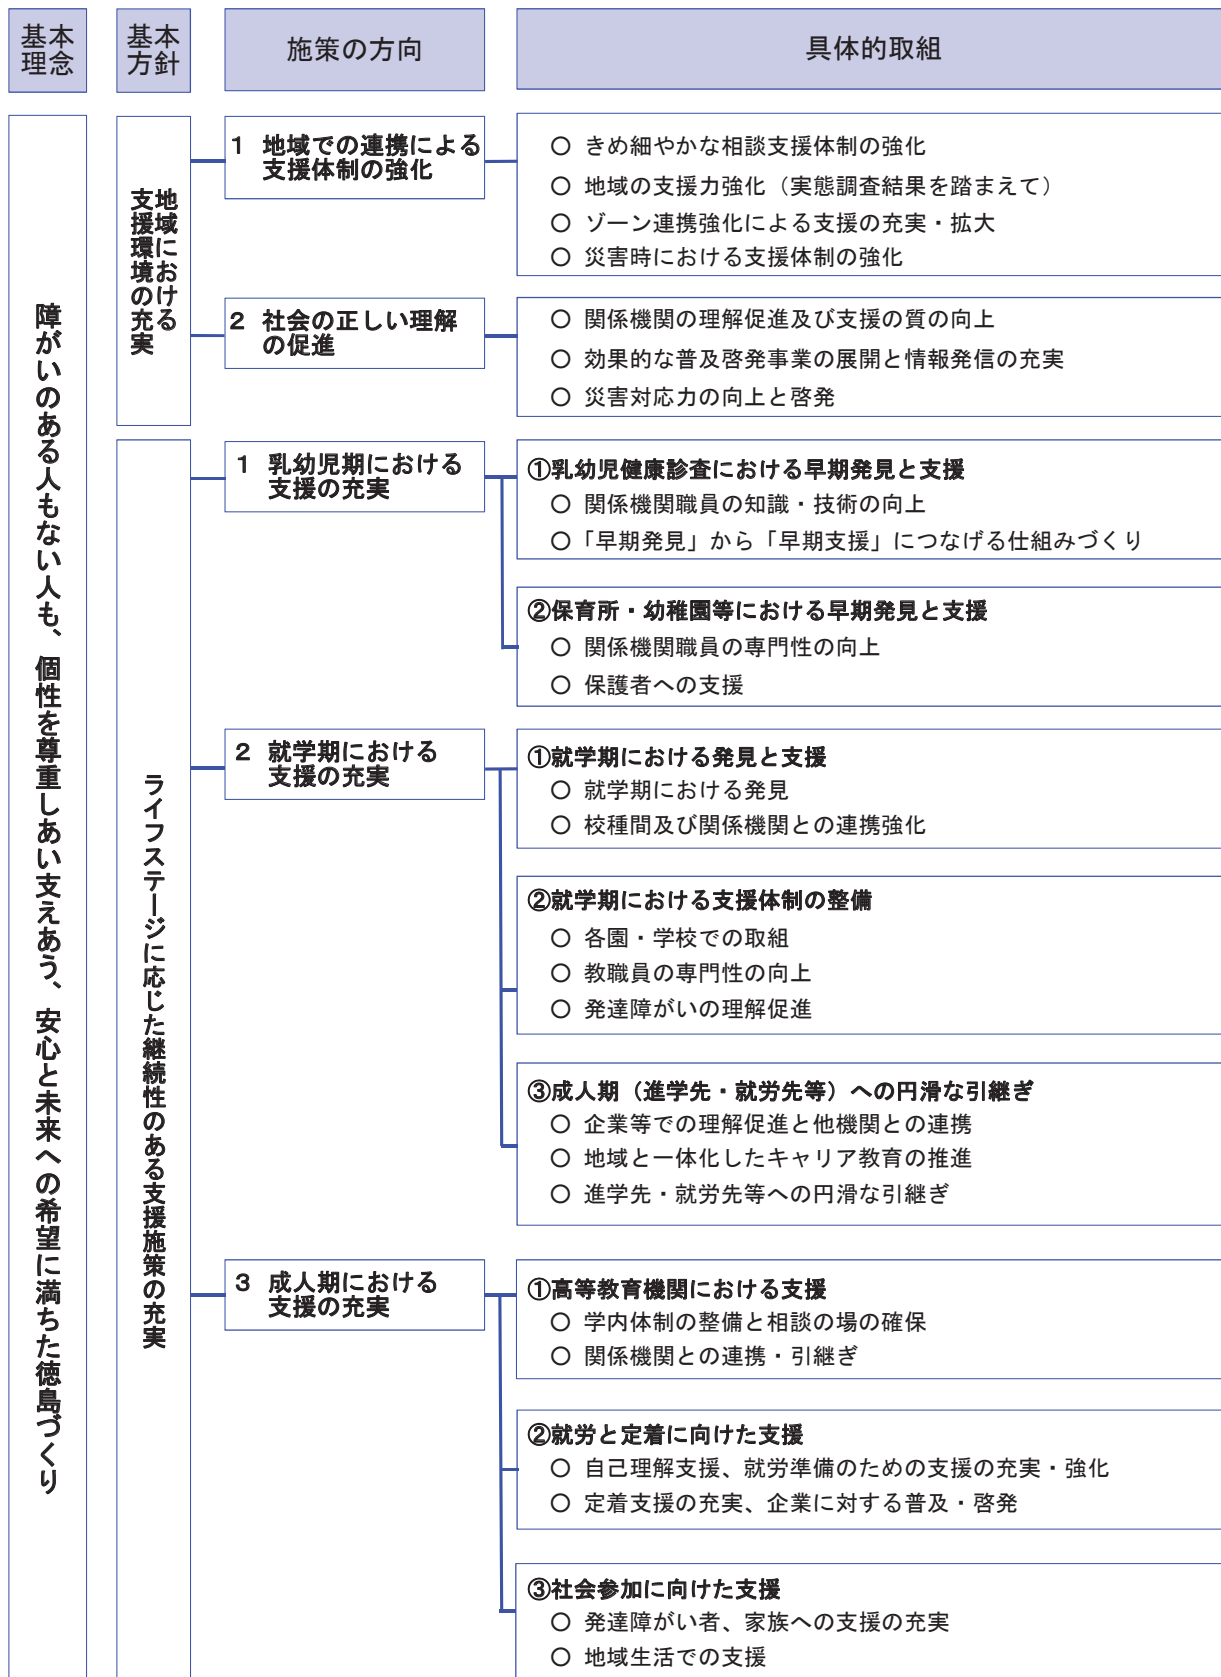 基本
理念
基本
方針
施策の方向
具体的取組
障がいのある人もない人も、個性を尊重しあい支えあう、安心と未来への希望に満ちた徳島づくり
地域における
支援環境の充実
1 地域での連携による
支援体制の強化
○ きめ細やかな相談支援体制の強化
○ 地域の支援力強化（実態調査結果を踏まえて）
○ ゾーン連携強化による支援の充実・拡大
○ 災害時における支援体制の強化
2 社会の正しい理解
の促進
○ 関係機関の理解促進及び支援の質の向上
○ 効果的な普及啓発事業の展開と情報発信の充実
○ 災害対応力の向上と啓発
ライフステージに応じた継続性のある支援施策の充実
1 乳幼児期における
支援の充実
①乳幼児健康診査における早期発見と支援
○ 関係機関職員の知識・技術の向上
○「早期発見」から「早期支援」につなげる仕組みづくり
②保育所・幼稚園等における早期発見と支援
○ 関係機関職員の専門性の向上
○ 保護者への支援
2 就学期における
支援の充実
①就学期における発見と支援
○ 就学期における発見
○ 校種間及び関係機関との連携強化
②就学期における支援体制の整備
○ 各園・学校での取組
○ 教職員の専門性の向上
○ 発達障がいの理解促進
③成人期（進学先・就労先等）への円滑な引継ぎ
○ 企業等での理解促進と他機関との連携
○ 地域と一体化したキャリア教育の推進
○ 進学先・就労先等への円滑な引継ぎ
3 成人期における
支援の充実
①高等教育機関における支援
○ 学内体制の整備と相談の場の確保
○ 関係機関との連携・引継ぎ
②就労と定着に向けた支援
○ 自己理解支援、就労準備のための支援の充実・強化
○ 定着支援の充実、企業に対する普及・啓発
③社会参加に向けた支援
○ 発達障がい者、家族への支援の充実
○ 地域生活での支援